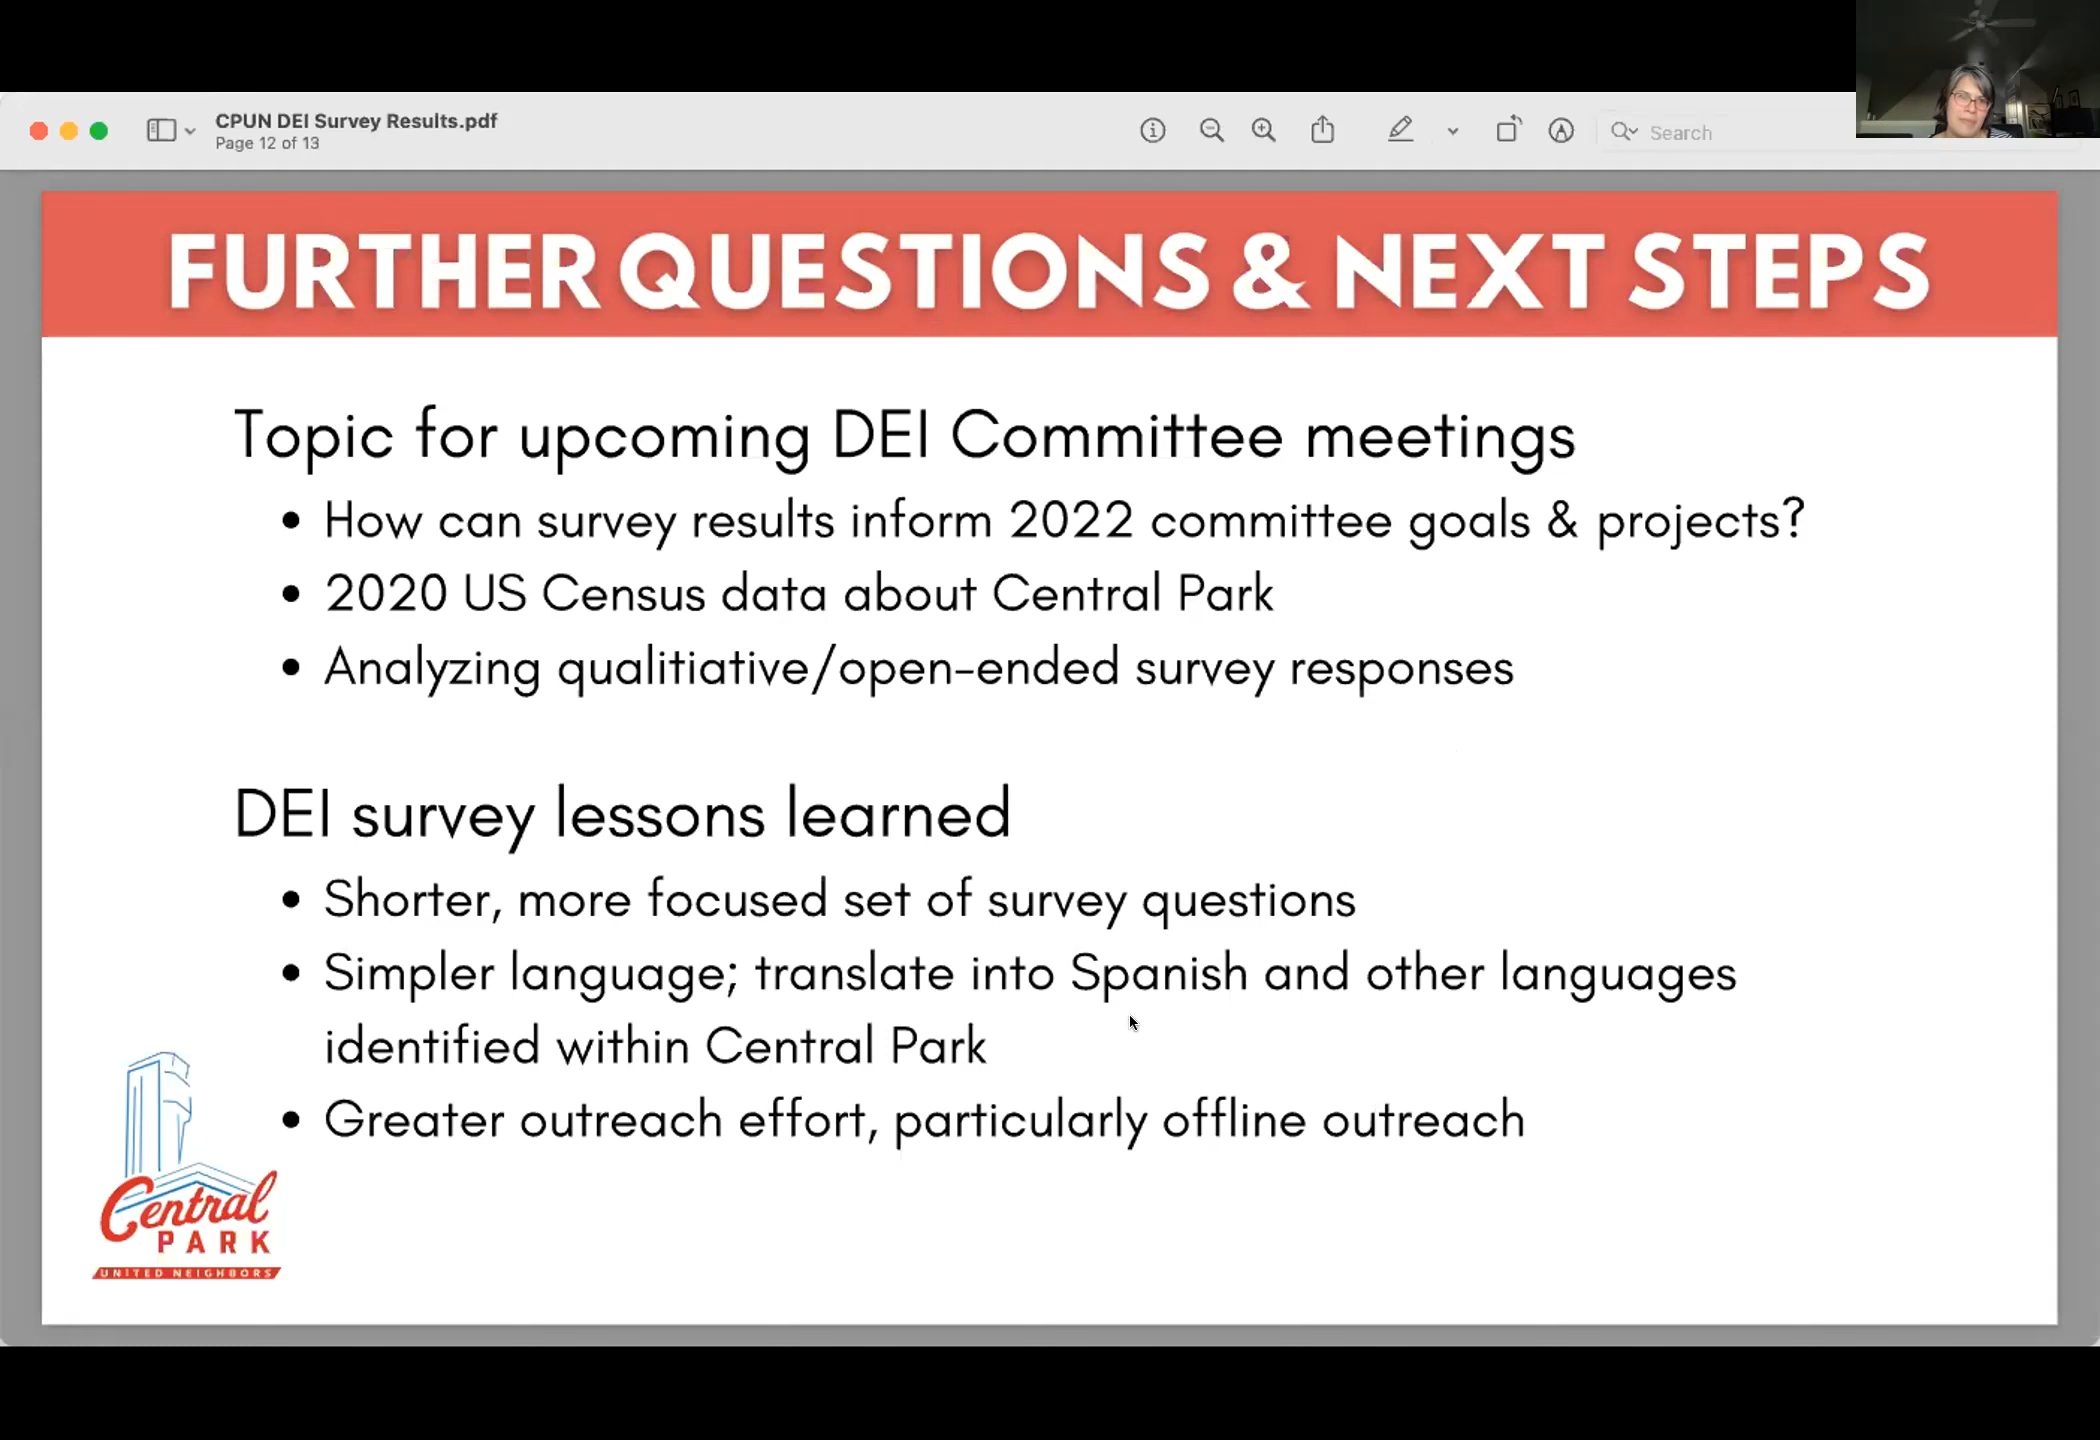 CPUN DEI Survey Results.pdf
Page 12 of 13
Search
FURTHER QUESTIONS & NEXT STEPS
Topic for upcoming DEI Committee meetings
• How can survey results inform 2022 committee goals & projects?
• 2020 US Census data about Central Park
• Analyzing qualitiative/open-ended survey responses
DEI survey lessons learned
• Shorter, more focused set of survey questions
• Simpler language; translate into Spanish and other languages
identified within Central Park
• Greater outreach effort, particularly offline outreach
Central
PARK
UNITED NEIGHBORS